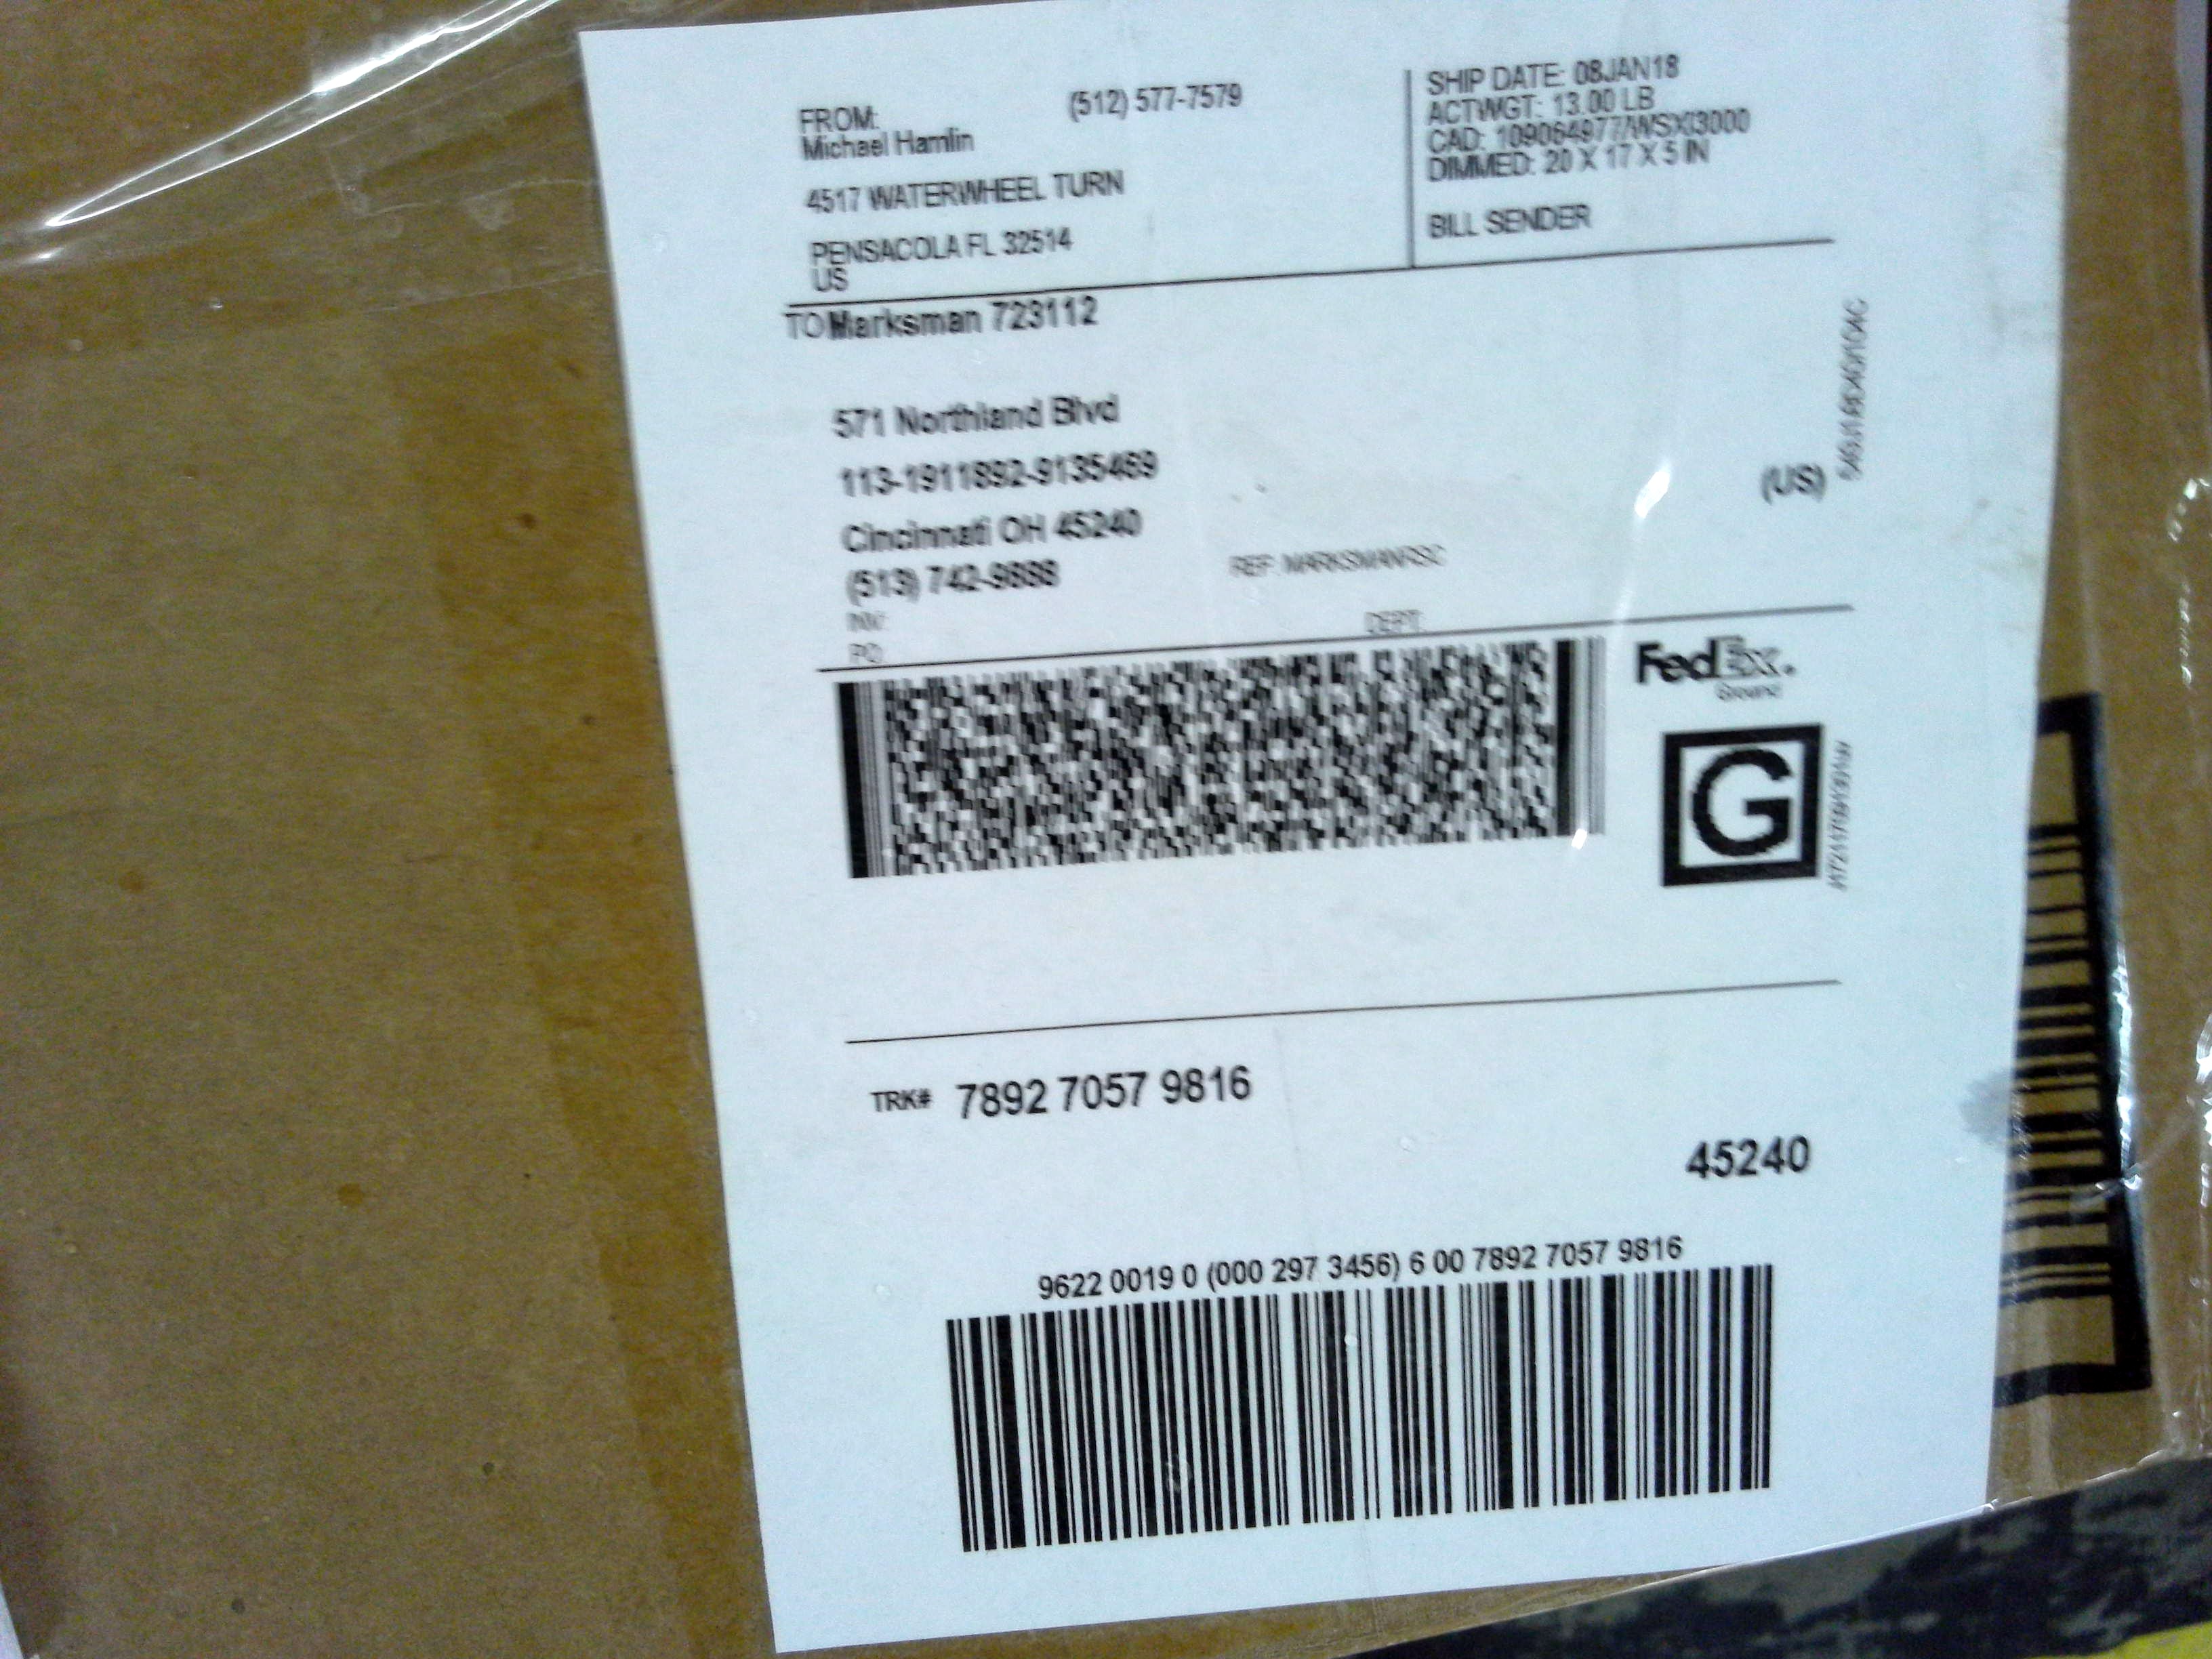 FROM: (512) 577-7579
Michael Hamlin
4517 WATERWHEEL TURN
PENSACOLA FL 32514
US
SHIP DATE: 08JAN18
ACTWGT: 13.00 LB
CAD: 109064977/WSXI3000
DIMMED: 20 X 17 X 5 IN
BILL SENDER
TO Marksman 723112
571 Northland Blvd
113-1911892-9135469
(US)
Cincinnati OH 45240
(513) 742-9888
REF: MARKSMANRSC
INV:
PO: DEPT:
FedEx.
Ground
G
TRK# 7892 7057 9816
45240
9622 0019 0 (000 297 3456) 6 00 7892 7057 9816